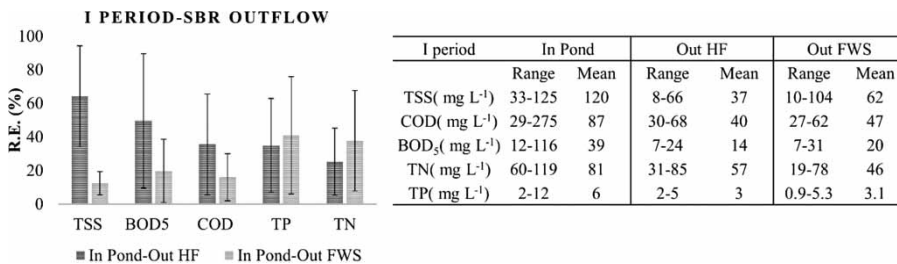 I PERIOD-SBR OUTFLOW
R.E. (%)
100
80
60
40
20
0
TSS BOD5 COD TP TN
In Pond-Out HF In Pond-Out FWS
I period In Pond Out HF Out FWS
Range Mean Range Mean Range Mean
TSS( mg L-1) 33-125 120 8-66 37 10-104 62
COD( mg L-1) 29-275 87 30-68 40 27-62 47
BOD5( mg L-1) 12-116 39 7-24 14 7-31 20
TN( mg L-1) 60-119 81 31-85 57 19-78 46
TP( mg L-1) 2-12 6 2-5 3 0.9-5.3 3.1